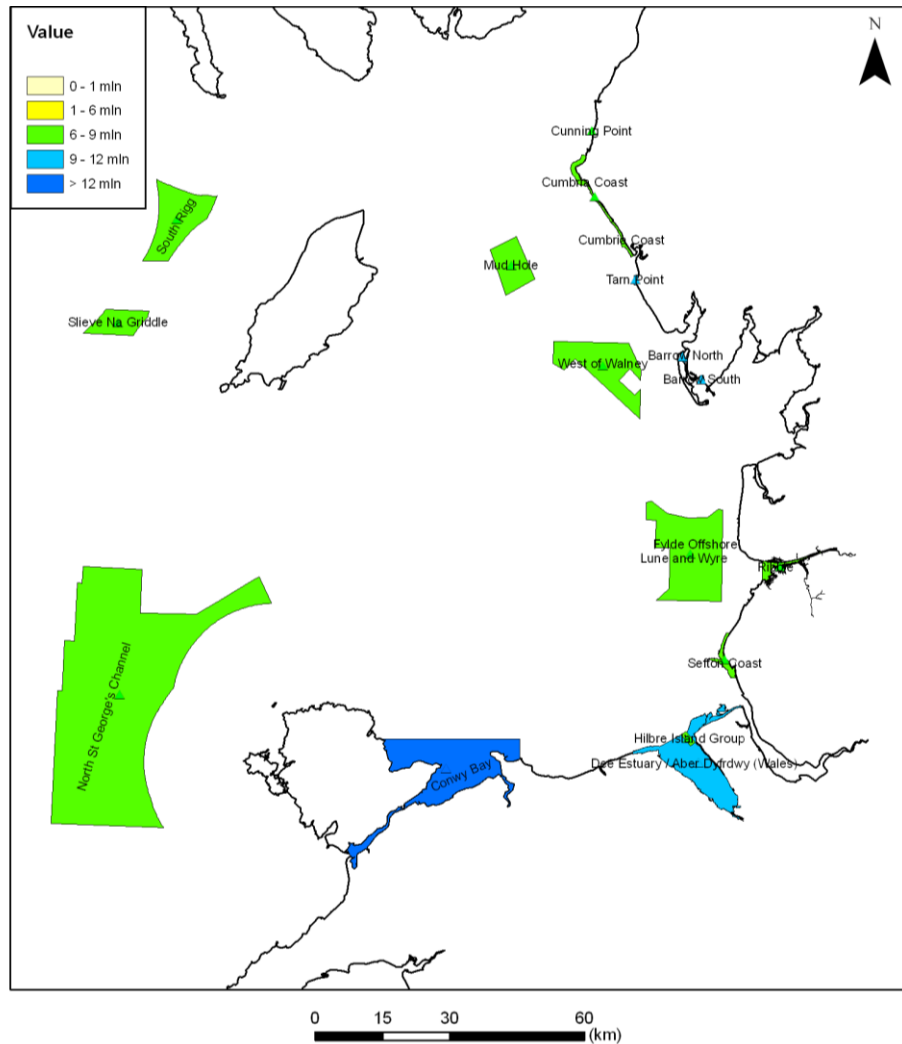 Value
0 - 1 mln
1 - 6 mln
6 - 9 mln
9 - 12 mln
> 12 mln
N
Cunning Point
Cumbria Coast
South Rigg
Cumbria Coast
Mud Hole
Tarn Point
Slieve Na Griddle
Barrow North
West of Walney
Barrow South
Fylde Offshore
Lune and Wyre
Ribble
Sefton Coast
North St George's Channel
Hilbre Island Group
Dee Estuary / Aber Dyfrdwy (Wales)
Conwy Bay
0 15 30 60
(km)